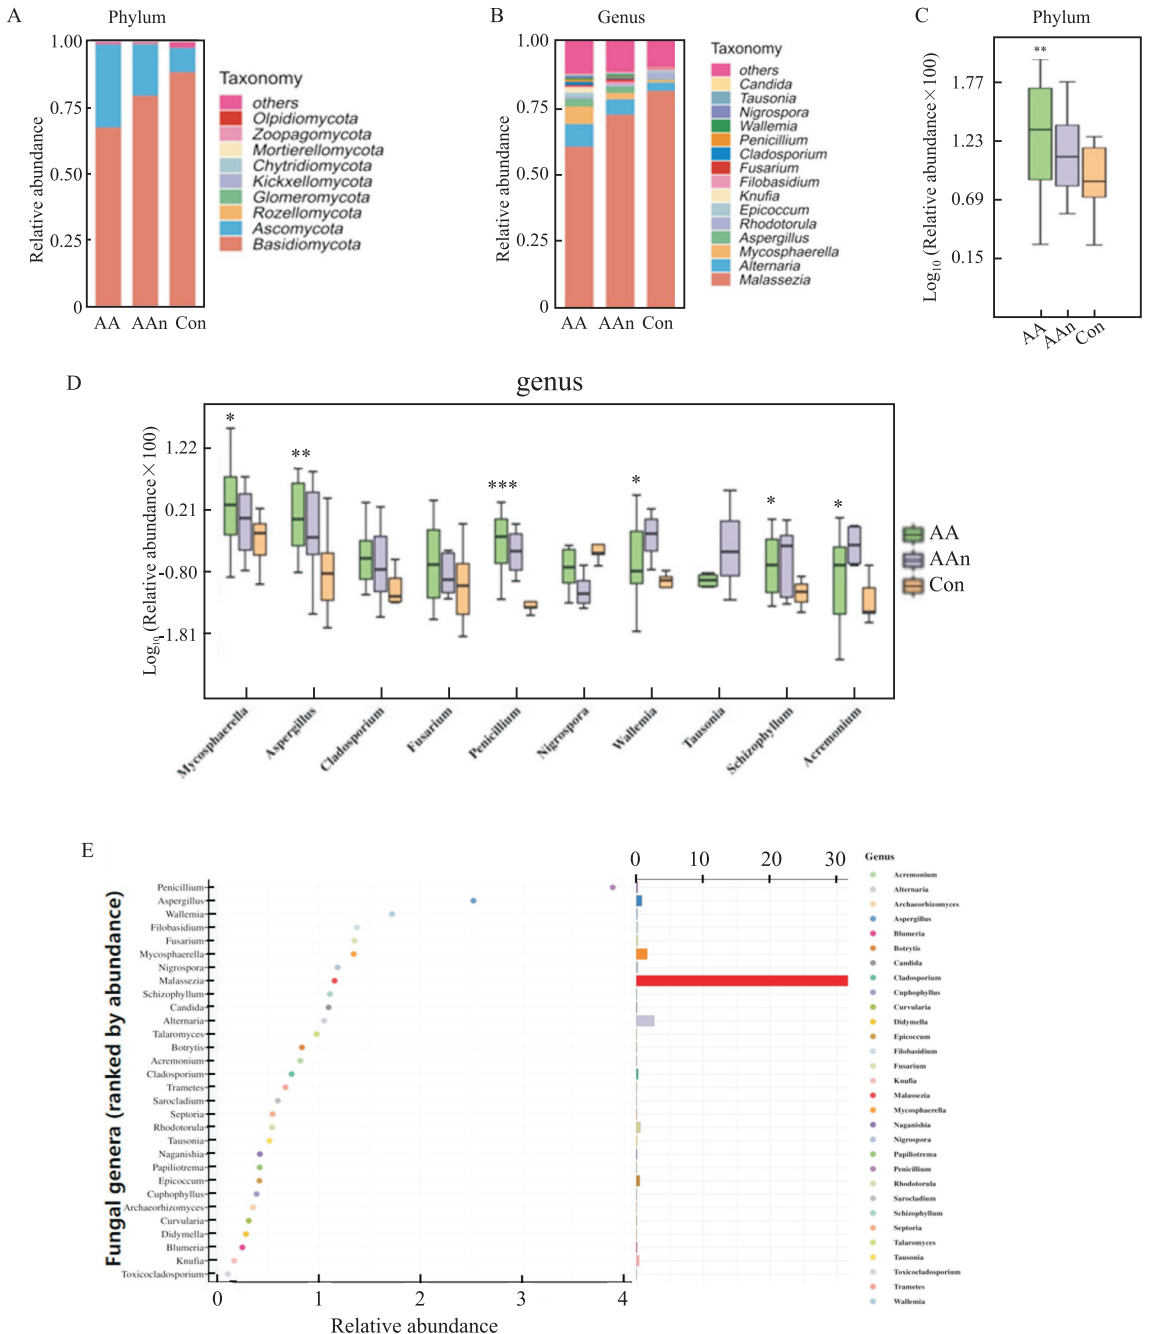 A
Phylum
Relative abundance
1.00
0.75
0.50
0.25
0
AA AAn Con
Taxonomy
others
Olpidiomycota
Zoopagomycota
Mortierellomycota
Chytridiomycota
Kickxellomycota
Glomeromycota
Rozellomycota
Ascomycota
Basidiomycota
B
Genus
Relative abundance
1.00
0.75
0.50
0.25
0
AA AAn Con
Taxonomy
others
Candida
Tausonia
Nigrospora
Wallemia
Penicillium
Cladosporium
Fusarium
Filobasidium
Knufia
Epicoccum
Rhodotorula
Aspergillus
Mycosphaerella
Alternaria
Malassezia
C
Phylum
Log10 (Relative abundance×100)
**
1.77
1.23
0.69
0.15
AA AAn Con
D
genus
Log10 (Relative abundance×100)
1.22
0.21
-0.80
-1.81
* ** *** * * *
Mycosphaerella
Aspergillus
Cladosporium
Fusarium
Penicillium
Nigrospora
Wallemia
Tausonia
Schizophyllum
Acremonium
AA
AAn
Con
E
Fungal genera (ranked by abundance)
Penicillium
Aspergillus
Wallemia
Filobasidium
Fusarium
Mycosphaerella
Nigrospora
Malassezia
Schizophyllum
Candida
Alternaria
Talaromyces
Botrytis
Acremonium
Cladosporium
Trametes
Sarocladium
Septoria
Rhodotorula
Tausonia
Naganishia
Papiliotrema
Epicoccum
Cuphophyllus
Archaeorhizomyces
Curvularia
Didymella
Blumeria
Knufia
Toxicocladosporium
0 1 2 3 4
Relative abundance
0 10 20 30
Genus
Acremonium
Alternaria
Archaeorhizomyces
Aspergillus
Blumeria
Botrytis
Candida
Cladosporium
Cuphophyllus
Curvularia
Didymella
Epicoccum
Filobasidium
Fusarium
Knufia
Malassezia
Mycosphaerella
Naganishia
Nigrospora
Papiliotrema
Penicillium
Rhodotorula
Sarocladium
Schizophyllum
Septoria
Talaromyces
Tausonia
Toxicocladosporium
Trametes
Wallemia